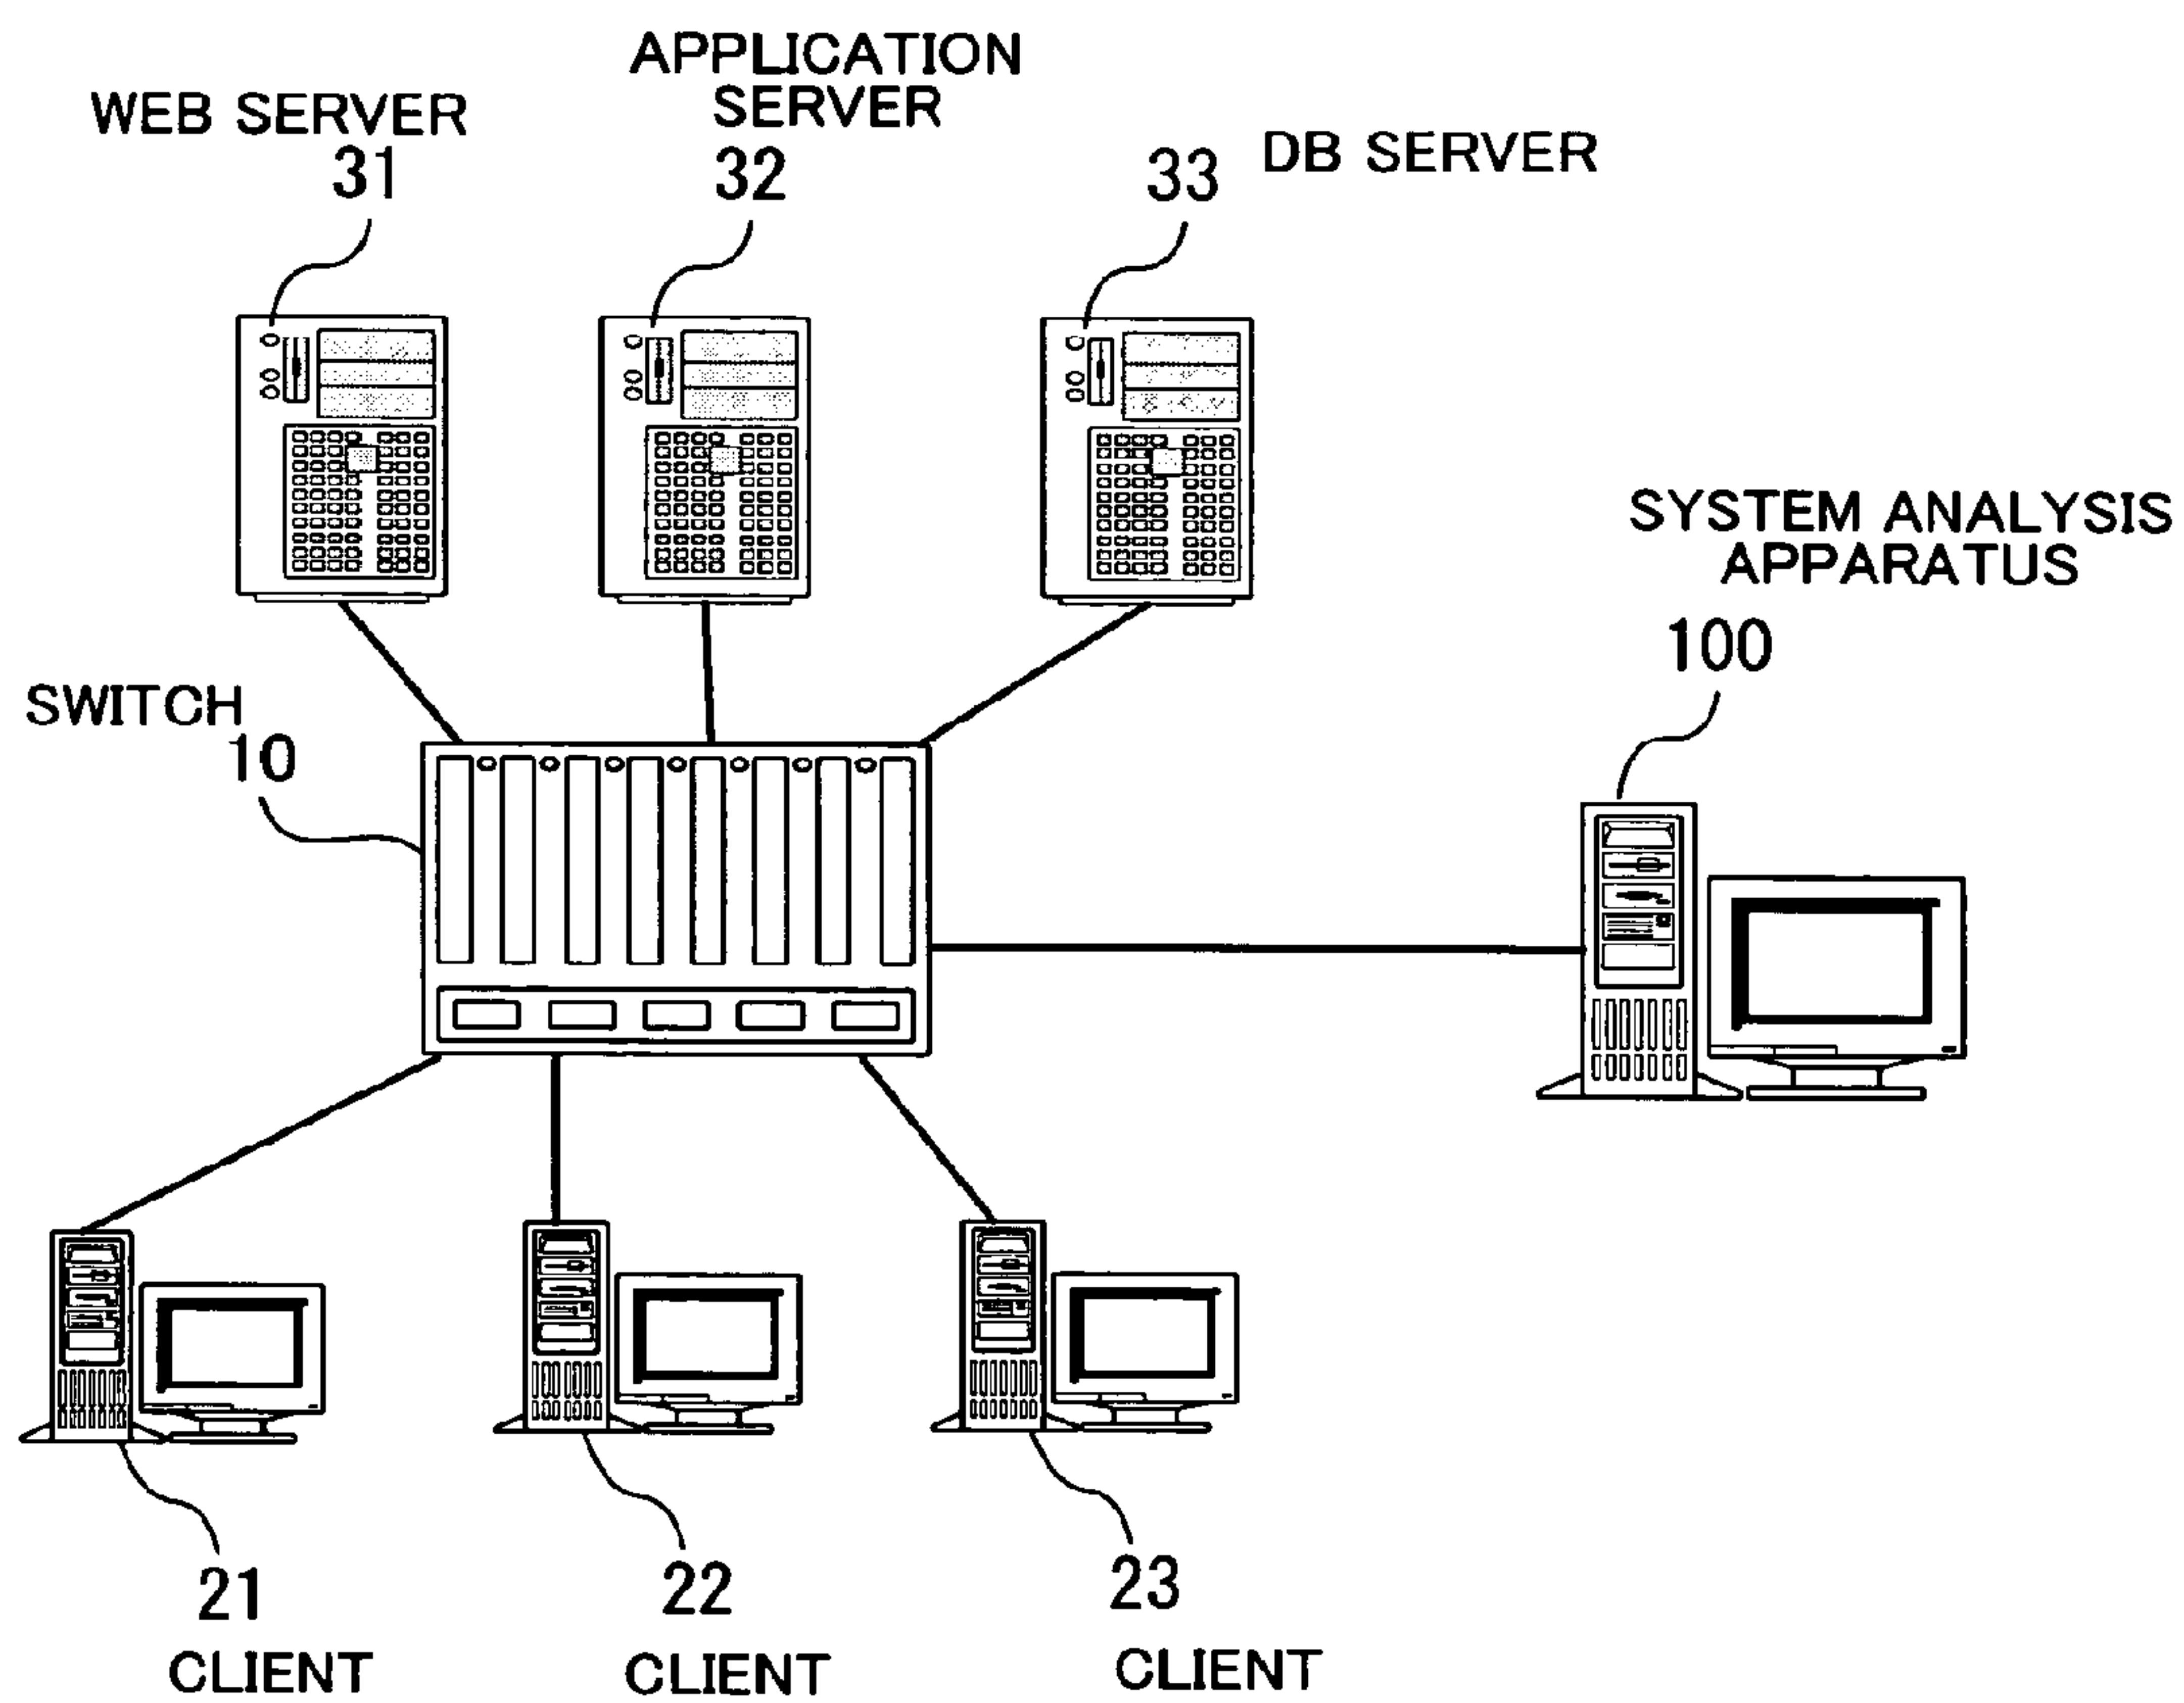 APPLICATION
SERVER
32
WEB SERVER
31
33 DB SERVER
SYSTEM ANALYSIS
APPARATUS
100
SWITCH
10
21
CLIENT
22
CLIENT
23
CLIENT